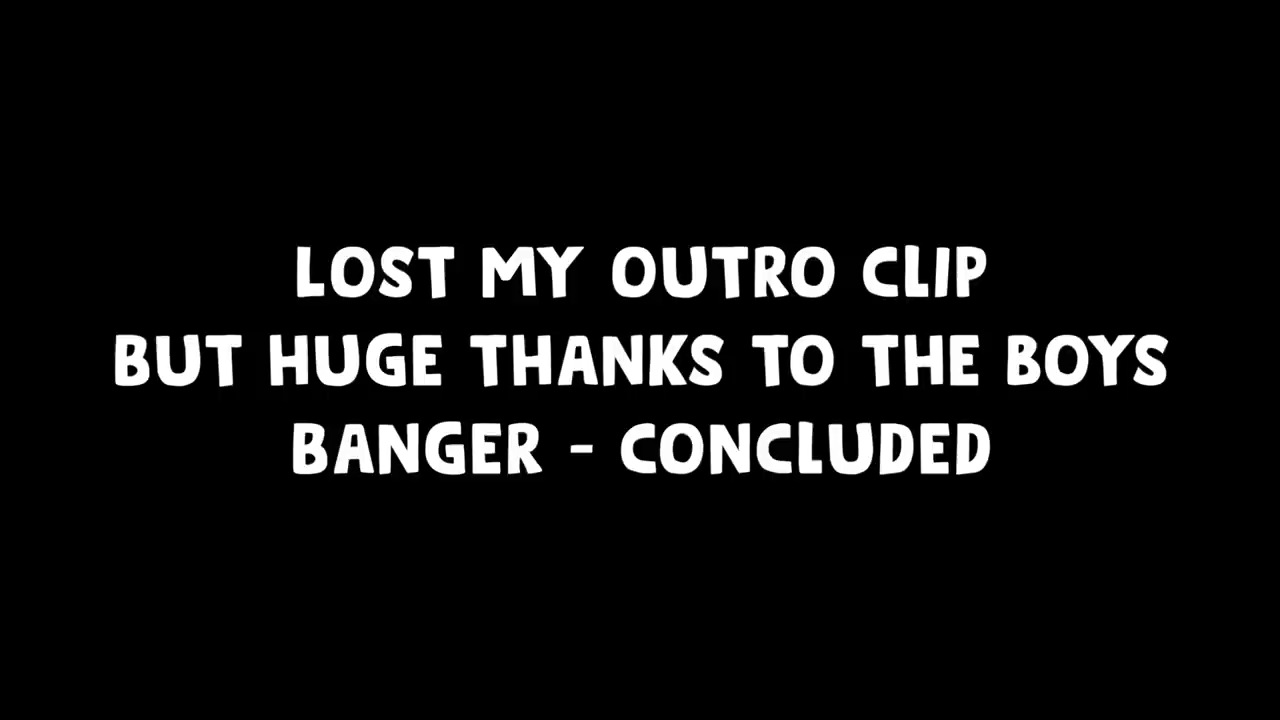 LOST MY OUTRO CLIP
BUT HUGE THANKS TO THE BOYS
BANGER - CONCLUDED